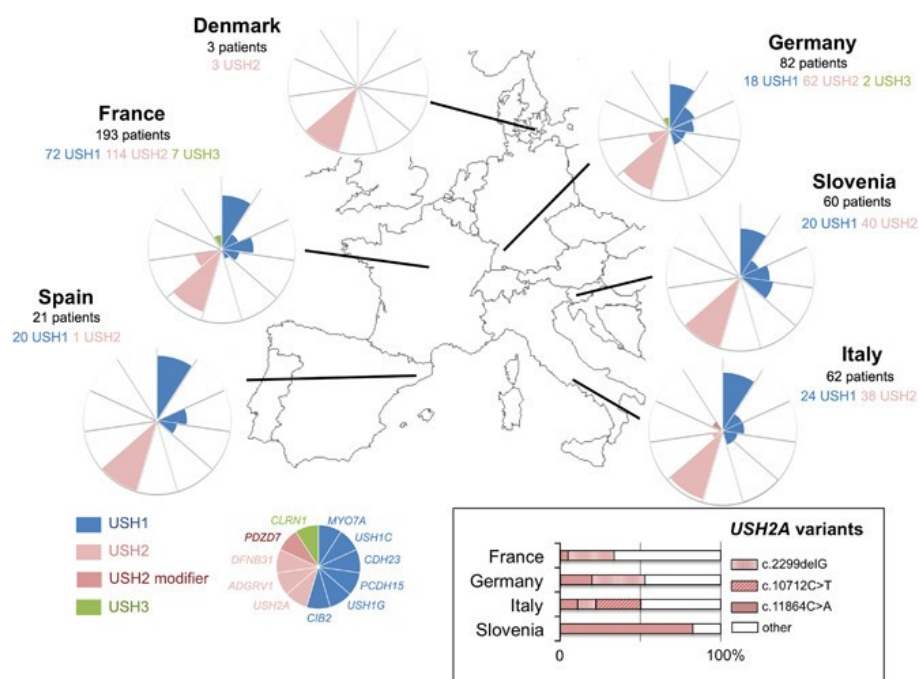 Denmark
3 patients
3 USH2
Germany
82 patients
18 USH1 62 USH2 2 USH3
France
193 patients
72 USH1 114 USH2 7 USH3
Slovenia
60 patients
20 USH1 40 USH2
Spain
21 patients
20 USH1 1 USH2
Italy
62 patients
24 USH1 38 USH2
USH1
USH2
USH2 modifier
USH3
CLRN1
MYO7A
PDZD7
USH1C
DFNB31
CDH23
ADGRV1
PCDH15
USH2A
USH1G
CIB2
USH2A variants
France
Germany
Italy
Slovenia
c.2299delG
c.10712C>T
c.11864C>A
other
0
100%